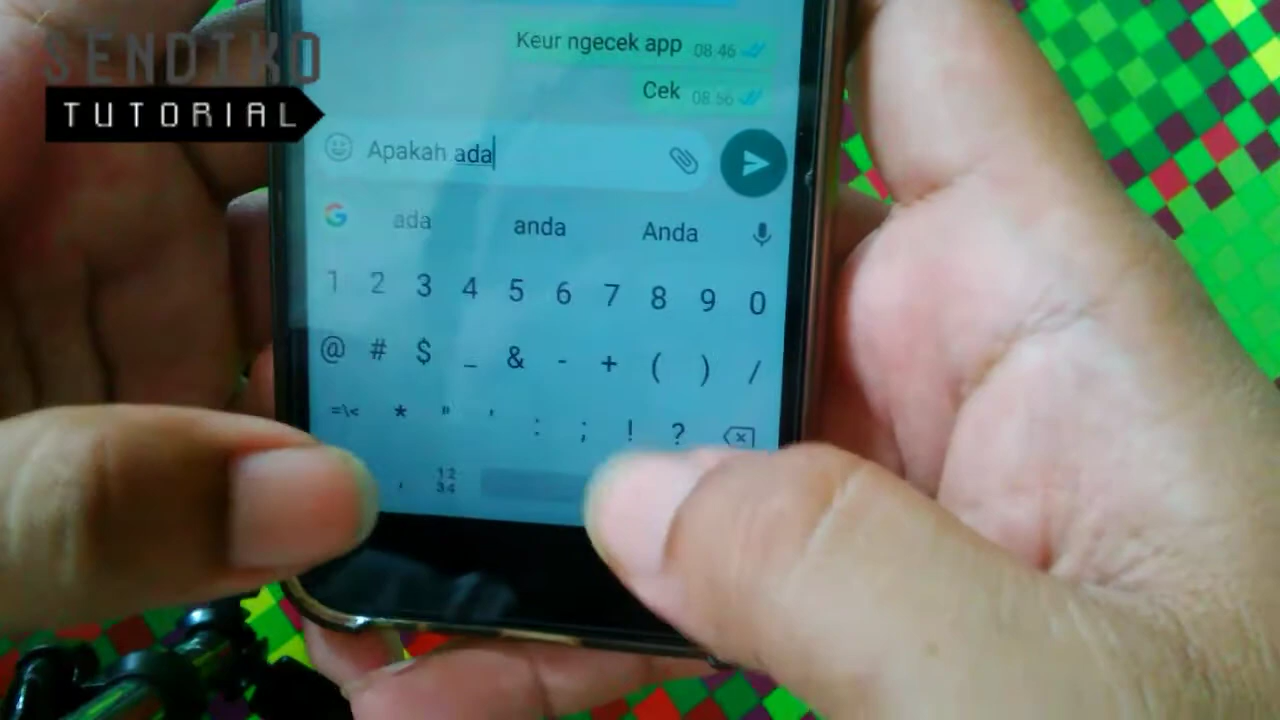 SENDIKO
TUTORIAL
Keur ngecek app 08:46
Cek 08:56
Apakah ada
ada anda Anda
1 2 3 4 5 6 7 8 9 0
@ # $ _ & - + ( ) /
=\< * " ' : ; ! ?
, 12 34